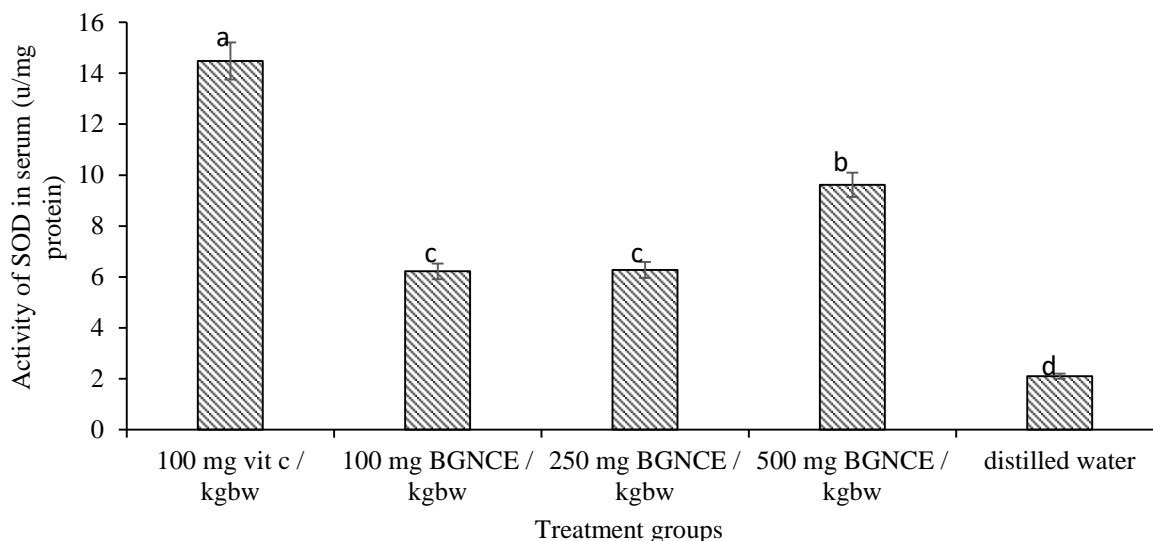 Activity of SOD in serum (u/mg
protein)
16
14
12
10
8
6
4
2
0
a
c
c
b
d
100 mg vit c /
kgbw
100 mg BGNCE /
kgbw
250 mg BGNCE /
kgbw
500 mg BGNCE /
kgbw
distilled water
Treatment groups